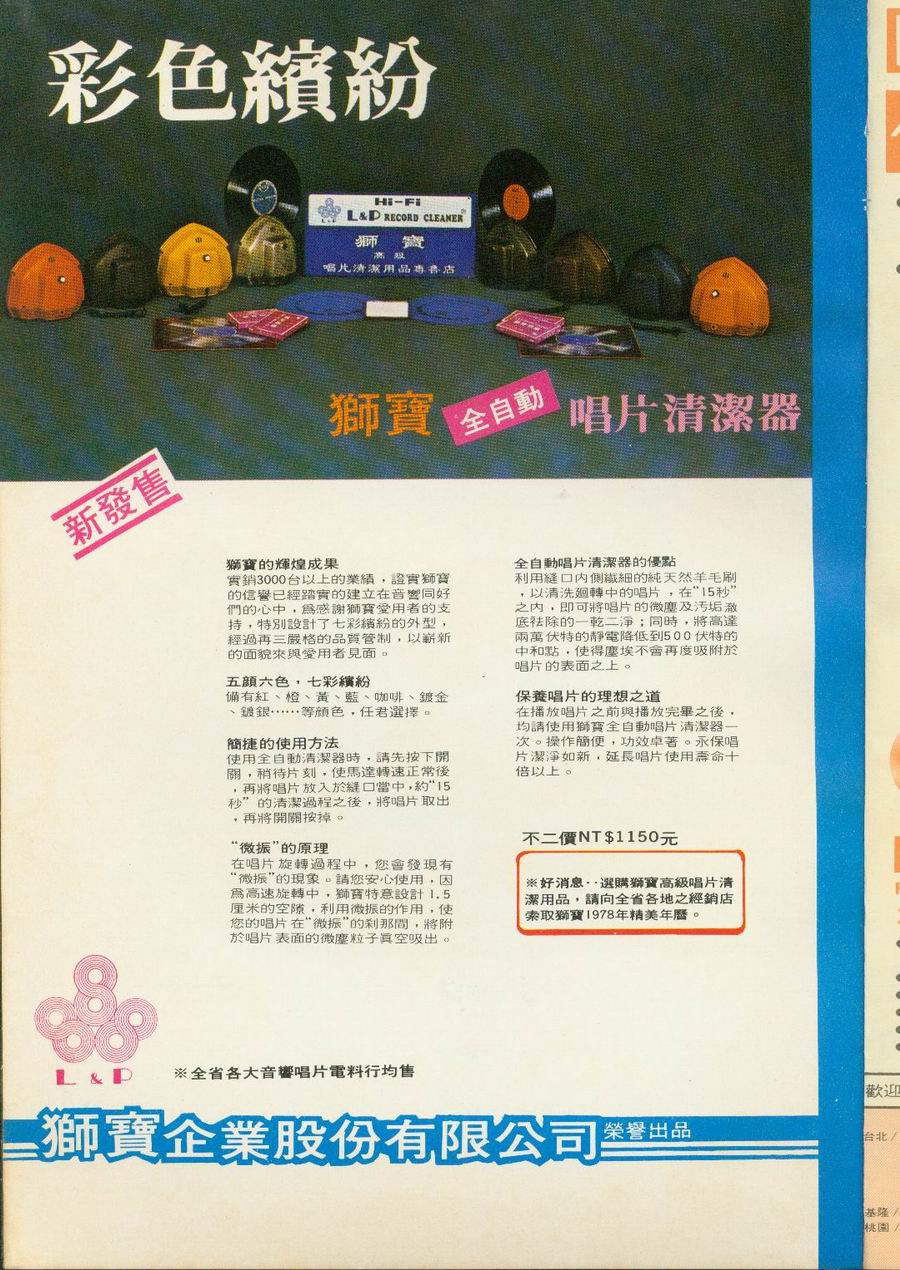 彩色繽紛
Hi-Fi
L&P RECORD CLEANER
獅寶
高級
唱片清潔用品專售店
獅寶 全自動 唱片清潔器
新發售
獅寶的輝煌成果
實銷3000台以上的業績，證實獅寶
的信譽已經踏實的建立在音響同好
們的心中，為感謝獅寶愛用者的支
持，特別設計了七彩繽紛的外型，
經過再三嚴格的品質管制，以嶄新
的面貌來與愛用者見面。
五顏六色，七彩繽紛
備有紅、橙、黃、藍、咖啡、鍍金
、鍍銀……等顏色，任君選擇。
簡捷的使用方法
使用全自動清潔器時，請先按下開
關，稍待片刻，使馬達轉速正常後
，再將唱片放入於縫口當中，約“15
秒”的清潔過程之後，將唱片取出
，再將開關按掉。
“微振”的原理
在唱片旋轉過程中，您會發現有
“微振”的現象。請您安心使用，因
為高速旋轉中，獅寶特意設計1.5
厘米的空隙，利用微振的作用，使
您的唱片在“微振”的剎那間，將附
於唱片表面的微塵粒子真空吸出。
全自動唱片清潔器的優點
利用縫口內側纖細的純天然羊毛刷
，以清洗迴轉中的唱片，在“15秒”
之內，即可將唱片的微塵及汚垢澈
底袪除的一乾二淨；同時，將高達
兩萬伏特的靜電降低到500伏特的
中和點，使得塵埃不會再度吸附於
唱片的表面之上。
保養唱片的理想之道
在播放唱片之前與播放完畢之後，
均請使用獅寶全自動唱片清潔器一
次。操作簡便，功效卓著。永保唱
片潔淨如新，延長唱片使用壽命十
倍以上。
不二價NT$1150元
※好消息‥選購獅寶高級唱片清
潔用品，請向全省各地之經銷店
索取獅寶1978年精美年曆。
L & P
※全省各大音響唱片電料行均售
獅寶企業股份有限公司榮譽出品
歡迎
台北／
基隆／
桃園／